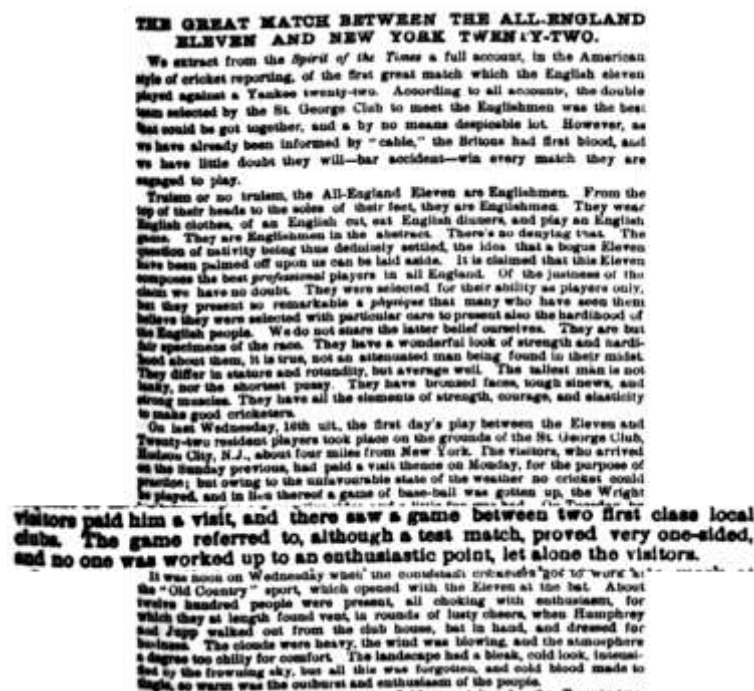 THE GREAT MATCH BETWEEN THE ALL-ENGLAND
ELEVEN AND NEW YORK TWENTY-TWO.
We extract from the Spirit of the Times a full account, in the American
style of cricket reporting, of the first great match which the English eleven
played against a Yankee twenty-two. According to all accounts, the double
team selected by the St. George Club to meet the Englishmen was the best
that could be got together, and a by no means despicable lot. However, as
we have already been informed by "cable," the Britons had first blood, and
we have little doubt they will—bar accident—win every match they are
engaged to play.
Truism or no truism, the All-England Eleven are Englishmen. From the
top of their heads to the soles of their feet, they are Englishmen. They wear
English clothes, of an English cut, eat English dinners, and play an English
game. They are Englishmen in the abstract. There's no denying that. The
question of nativity being thus definitely settled, the idea that a bogus Eleven
have been palmed off upon us can be laid aside. It is claimed that this Eleven
composes the best professional players in all England. Of the justness of the
claim we have no doubt. They were selected for their ability as players only,
but they present so remarkable a physique that many who have seen them
believe they were selected with particular care to present also the hardihood of
the English people. We do not share the latter belief ourselves. They are but
fair specimens of the race. They have a wonderful look of strength and hardi-
hood about them, it is true, not an attenuated man being found in their midst.
They differ in stature and rotundity, but average well. The tallest man is not
lanky, nor the shortest pussy. They have bronzed faces, tough sinews, and
strong muscles. They have all the elements of strength, courage, and elasticity
to make good cricketers.
On last Wednesday, 16th ult., the first day's play between the Eleven and
Twenty-two resident players took place on the grounds of the St. George Club,
Hudson City, N.J., about four miles from New York. The visitors, who arrived
on the Sunday previous, had paid a visit thence on Monday, for the purpose of
practice; but owing to the unfavourable state of the weather no cricket could
be played, and in lieu thereof a game of base-ball was gotten up, the Wright
visitors paid him a visit, and there saw a game between two first class local
clubs. The game referred to, although a test match, proved very one-sided,
and no one was worked up to an enthusiastic point, let alone the visitors.
It was noon on Wednesday when the contestant cricketers got to work at
the "Old Country" sport, which opened with the Eleven at the bat. About
twelve hundred people were present, all choking with enthusiasm, for
which they at length found vent, in rounds of lusty cheers, when Humphrey
and Jupp walked out from the club house, bat in hand, and dressed for
business. The clouds were heavy, the wind was blowing, and the atmosphere
a degree too chilly for comfort. The landscape had a bleak, cold look, intensi-
fied by the frowning sky, but all this was forgotten, and cold blood made to
tingle, so warm was the outburst and enthusiasm of the people.